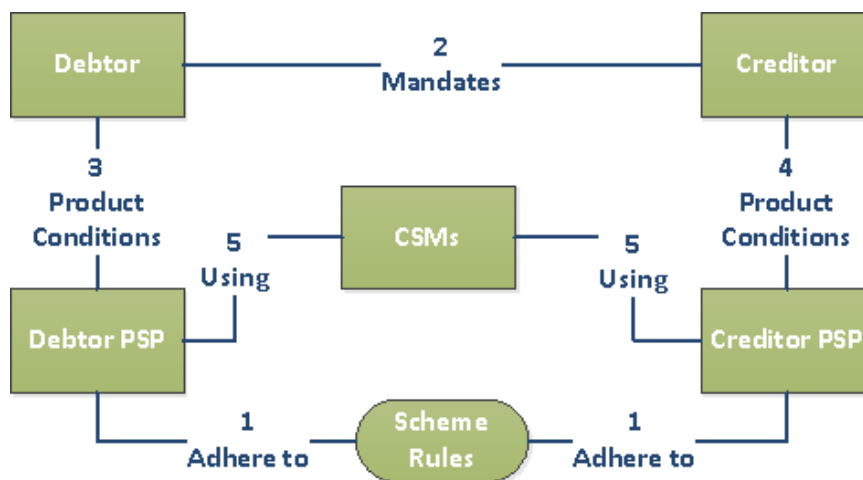 Debtor
2
Mandates
Creditor
3
Product
Conditions
4
Product
Conditions
CSMs
5
Using
5
Using
Debtor PSP
Creditor PSP
1
Adhere to
Scheme
Rules
1
Adhere to